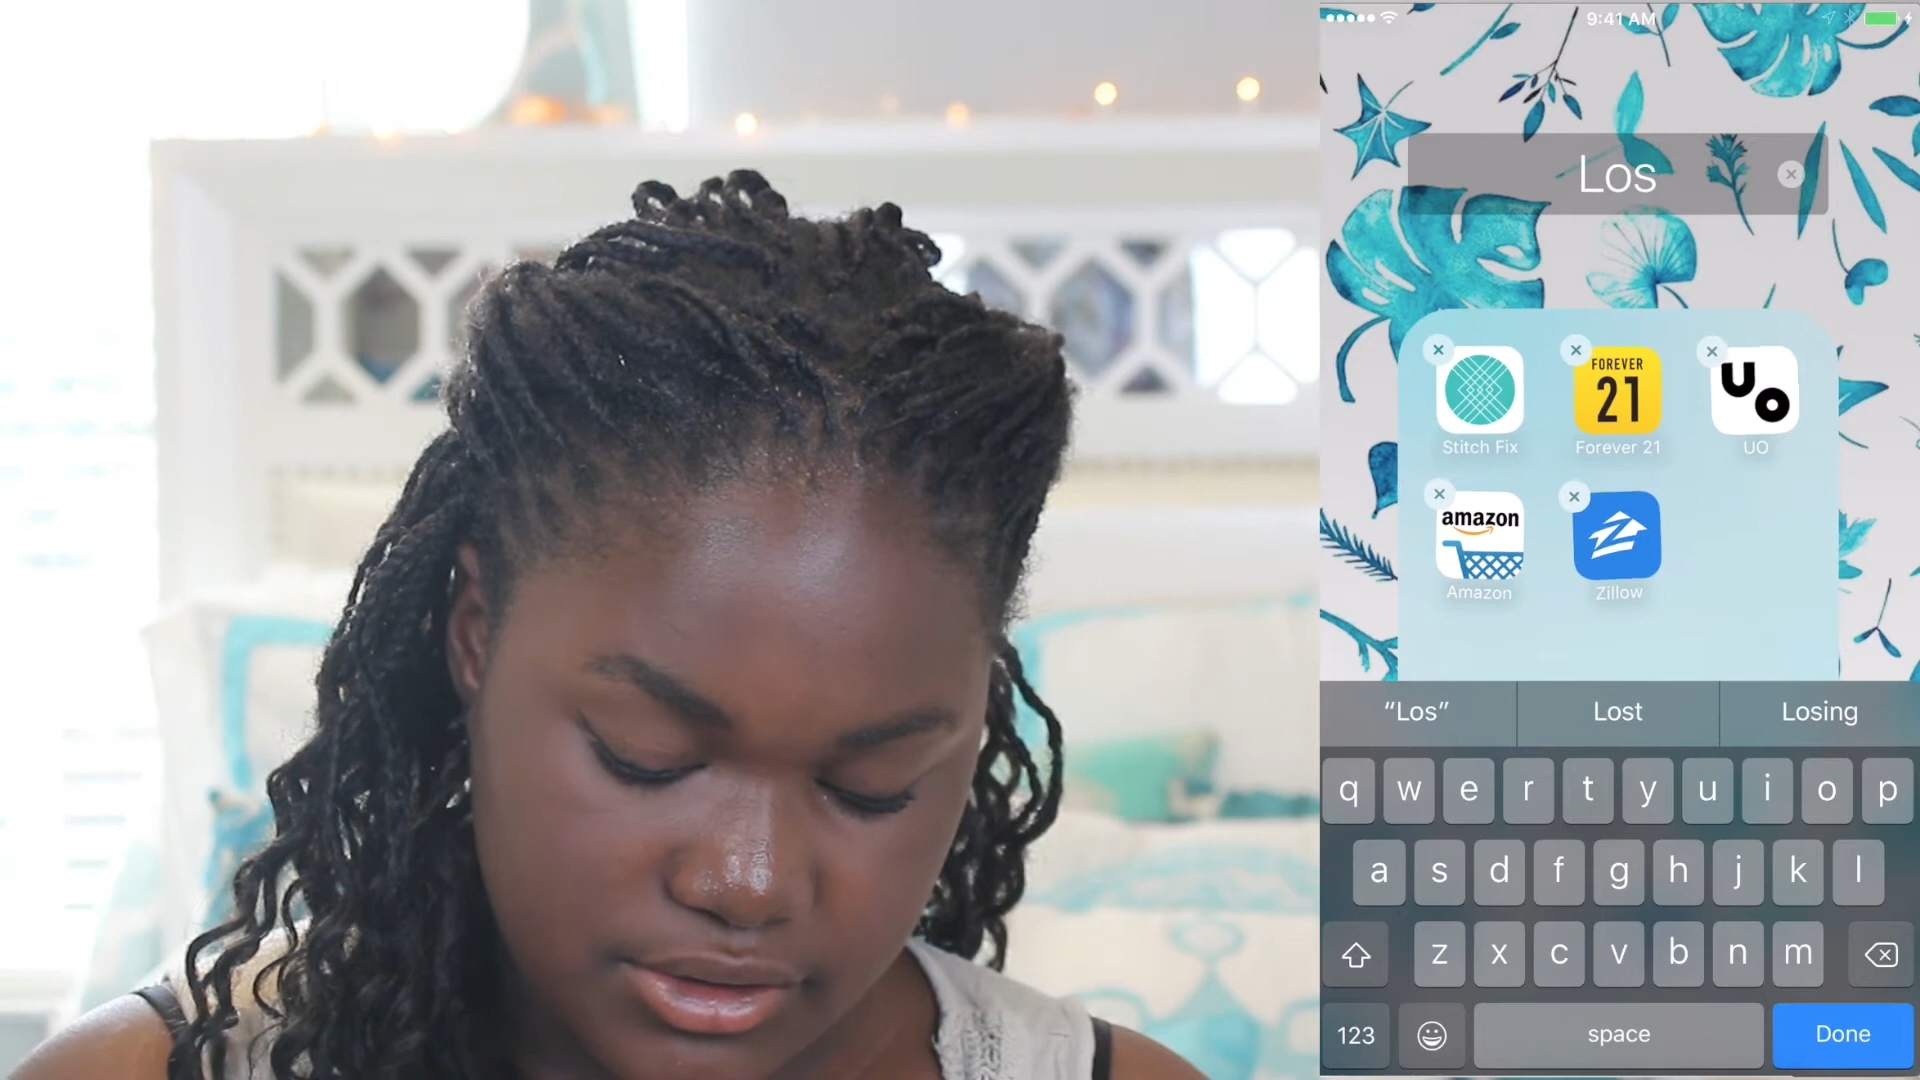 9:41 AM
Los
FOREVER
21
UO
Stitch Fix
Forever 21
UO
amazon
Amazon
Zillow
“Los”
Lost
Losing
q w e r t y u i o p
a s d f g h j k l
z x c v b n m
123
space
Done